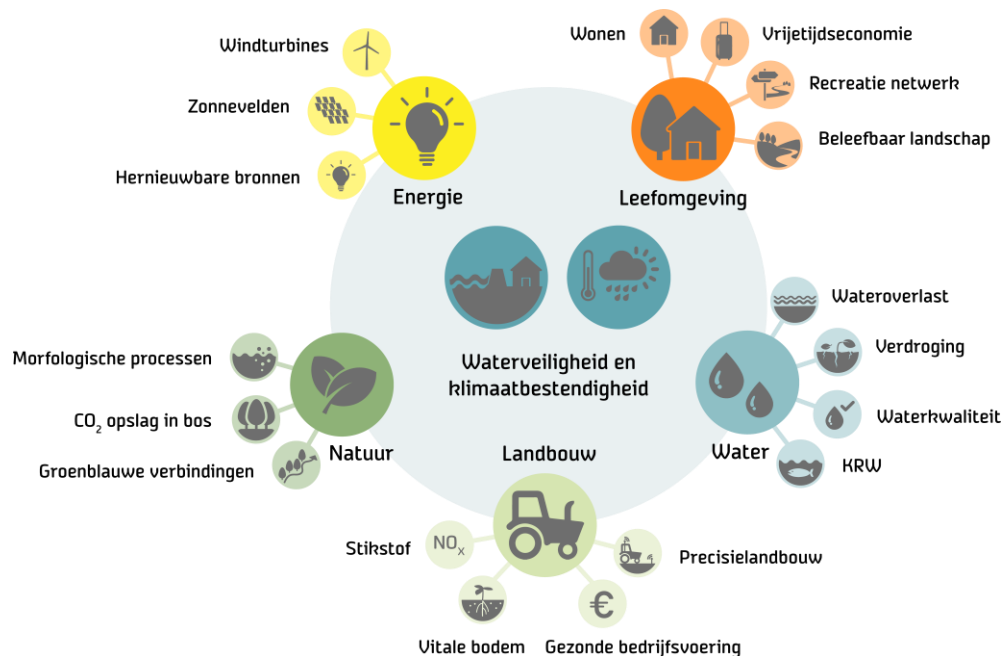 Windturbines
Zonnevelden
Hernieuwbare bronnen
Energie
Wonen
Vrijetijdseconomie
Recreatie netwerk
Beleefbaar landschap
Leefomgeving
Waterveiligheid en
klimaatbestendigheid
Wateroverlast
Verdroging
Waterkwaliteit
KRW
Water
Morfologische processen
CO₂ opslag in bos
Groenblauwe verbindingen
Natuur
Landbouw
Stikstof
NOₓ
Vitale bodem
€
Gezonde bedrijfsvoering
Precisielandbouw